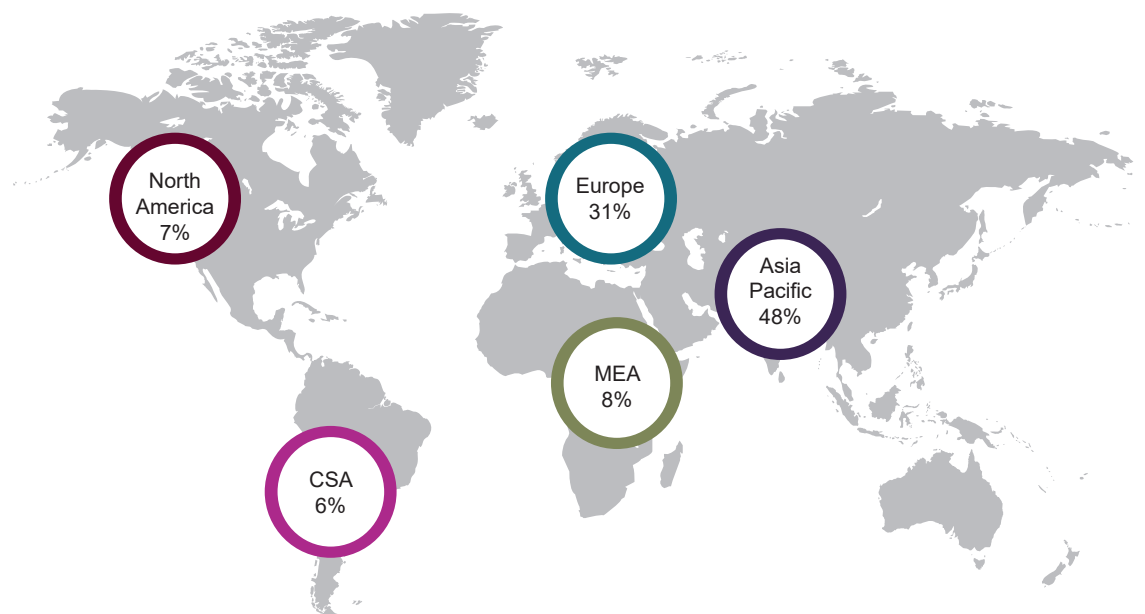 North
America
7%
Europe
31%
Asia
Pacific
48%
MEA
8%
CSA
6%